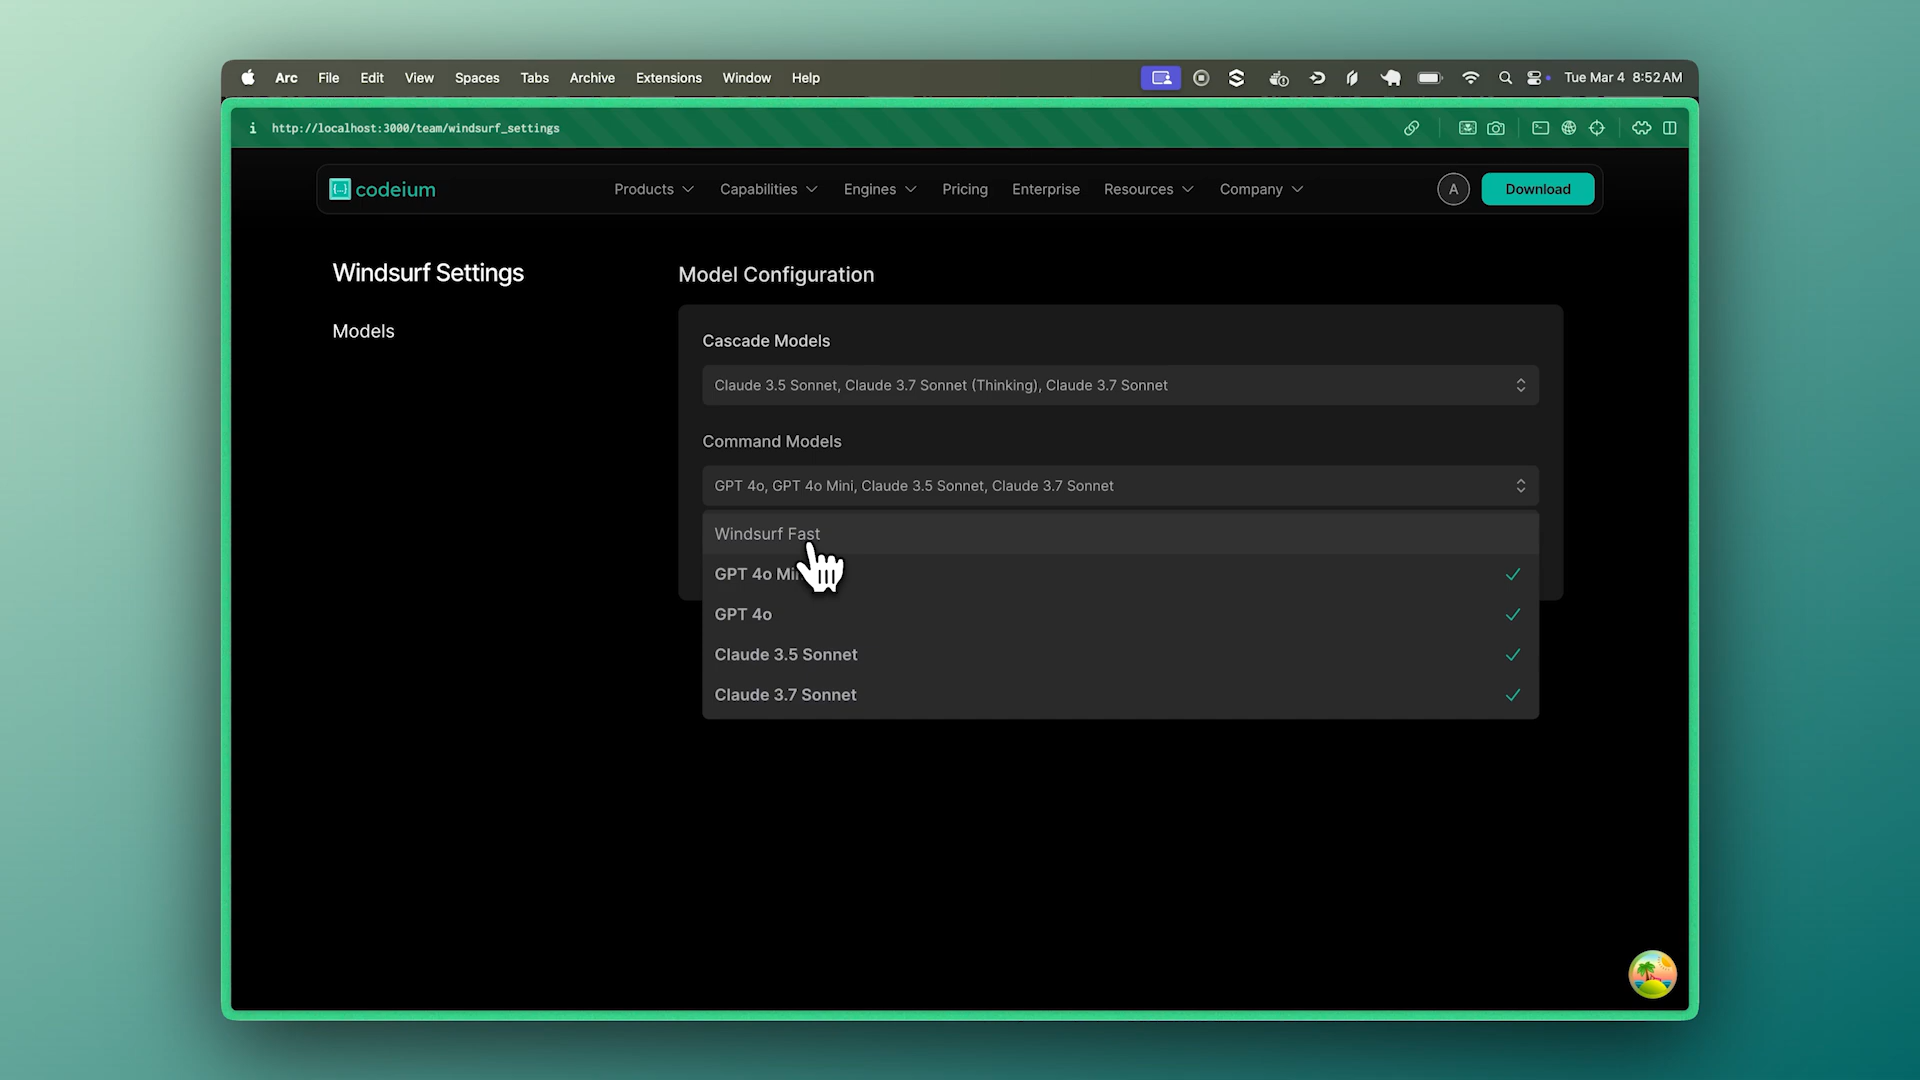 Arc File Edit View Spaces Tabs Archive Extensions Window Help Tue Mar 4 8:52 AM
http://localhost:3000/team/windsurf_settings
codeium Products Capabilities Engines Pricing Enterprise Resources Company A Download
Windsurf Settings
Models
Model Configuration
Cascade Models
Claude 3.5 Sonnet, Claude 3.7 Sonnet (Thinking), Claude 3.7 Sonnet
Command Models
GPT 4o, GPT 4o Mini, Claude 3.5 Sonnet, Claude 3.7 Sonnet
Windsurf Fast
GPT 4o Mini
GPT 4o
Claude 3.5 Sonnet
Claude 3.7 Sonnet